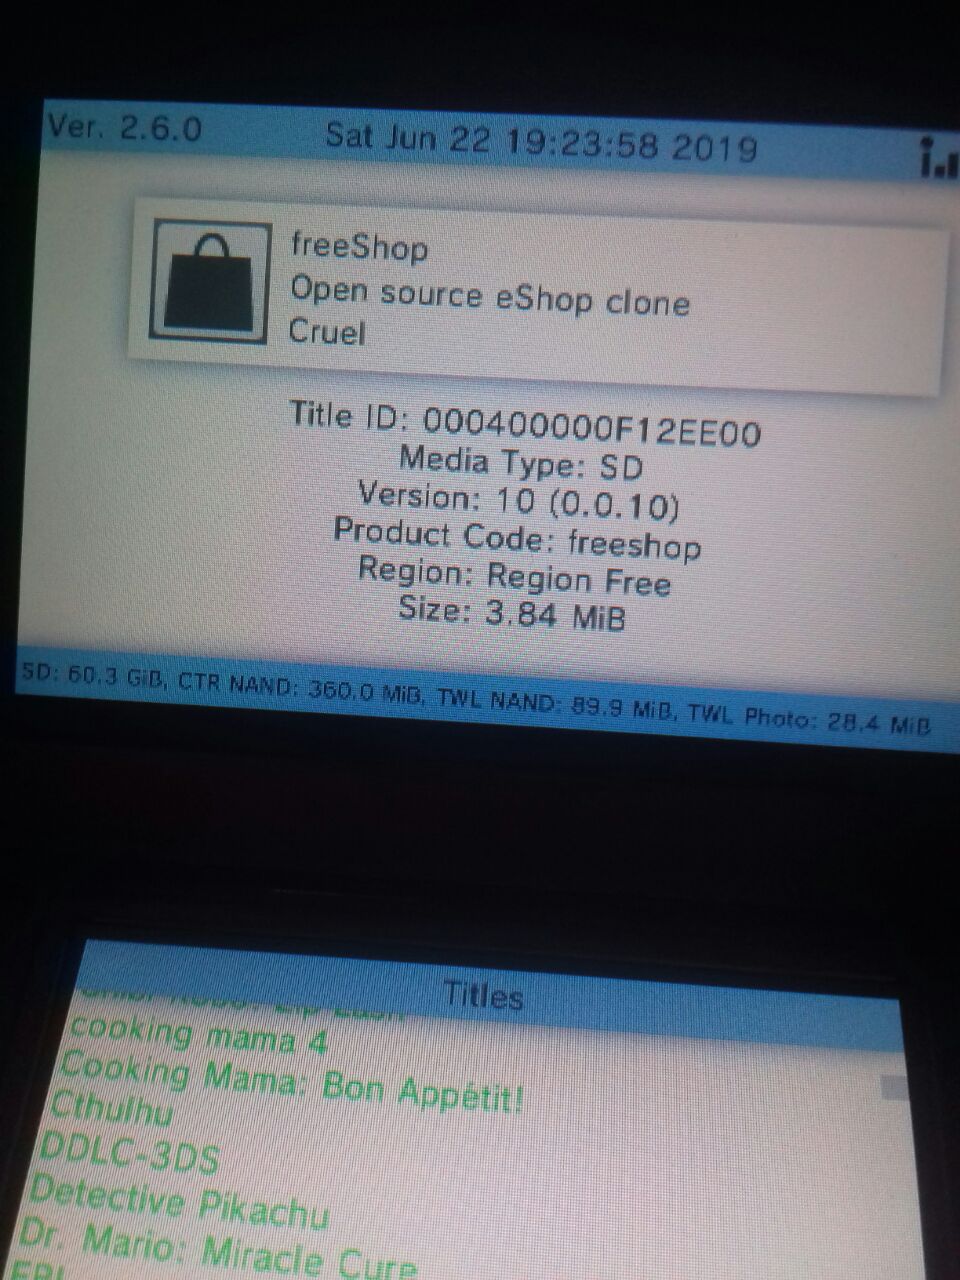 Ver. 2.6.0
Sat Jun 22 19:23:58 2019
freeShop
Open source eShop clone
Cruel
Title ID: 000400000F12EE00
Media Type: SD
Version: 10 (0.0.10)
Product Code: freeshop
Region: Region Free
Size: 3.84 MiB
SD: 60.3 GiB, CTR NAND: 360.0 MiB, TWL NAND: 89.9 MiB, TWL Photo: 28.4 MiB
Titles
cooking mama 4
Cooking Mama: Bon Appétit!
Cthulhu
DDLC-3DS
Detective Pikachu
Dr. Mario: Miracle Cure